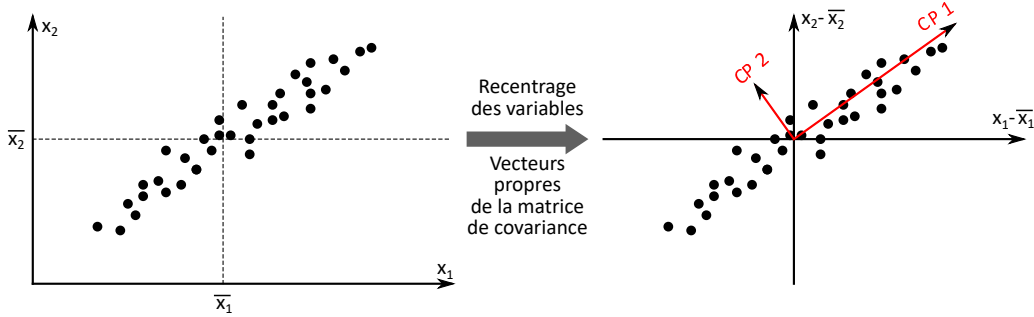 x₂
x̅₂
x̅₁
x₁
Recentrage
des variables
Vecteurs
propres
de la matrice
de covariance
x₂-x̅₂
CP 1
CP 2
x₁-x̅₁